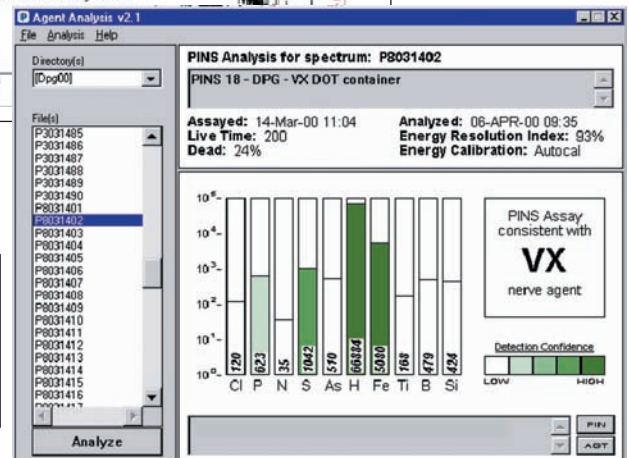 Agent Analysis v2.1
File Analysis Help
Directory(s)
[Dpg00]
File(s)
P3031485
P3031486
P3031487
P3031488
P3031489
P3031490
P8031401
P8031402
P8031403
P8031404
P8031405
P8031406
P8031407
P8031408
P8031409
P8031410
P8031411
P8031412
P8031413
P8031414
P8031415
P8031416
Analyze
PINS Analysis for spectrum: P8031402
PINS 18 - DPG - VX DOT container
Assayed: 14-Mar-00 11:04
Live Time: 200
Dead: 24%
Analyzed: 06-APR-00 09:35
Energy Resolution Index: 93%
Energy Calibration: Autocal
10⁵
10⁴
10³
10²
10¹
10⁰
120 623 35 1042 510 66884 5080 168 479 424
Cl P N S As H Fe Ti B Si
PINS Assay
consistent with
VX
nerve agent
Detection Confidence
LOW HIGH
PIN
AGT